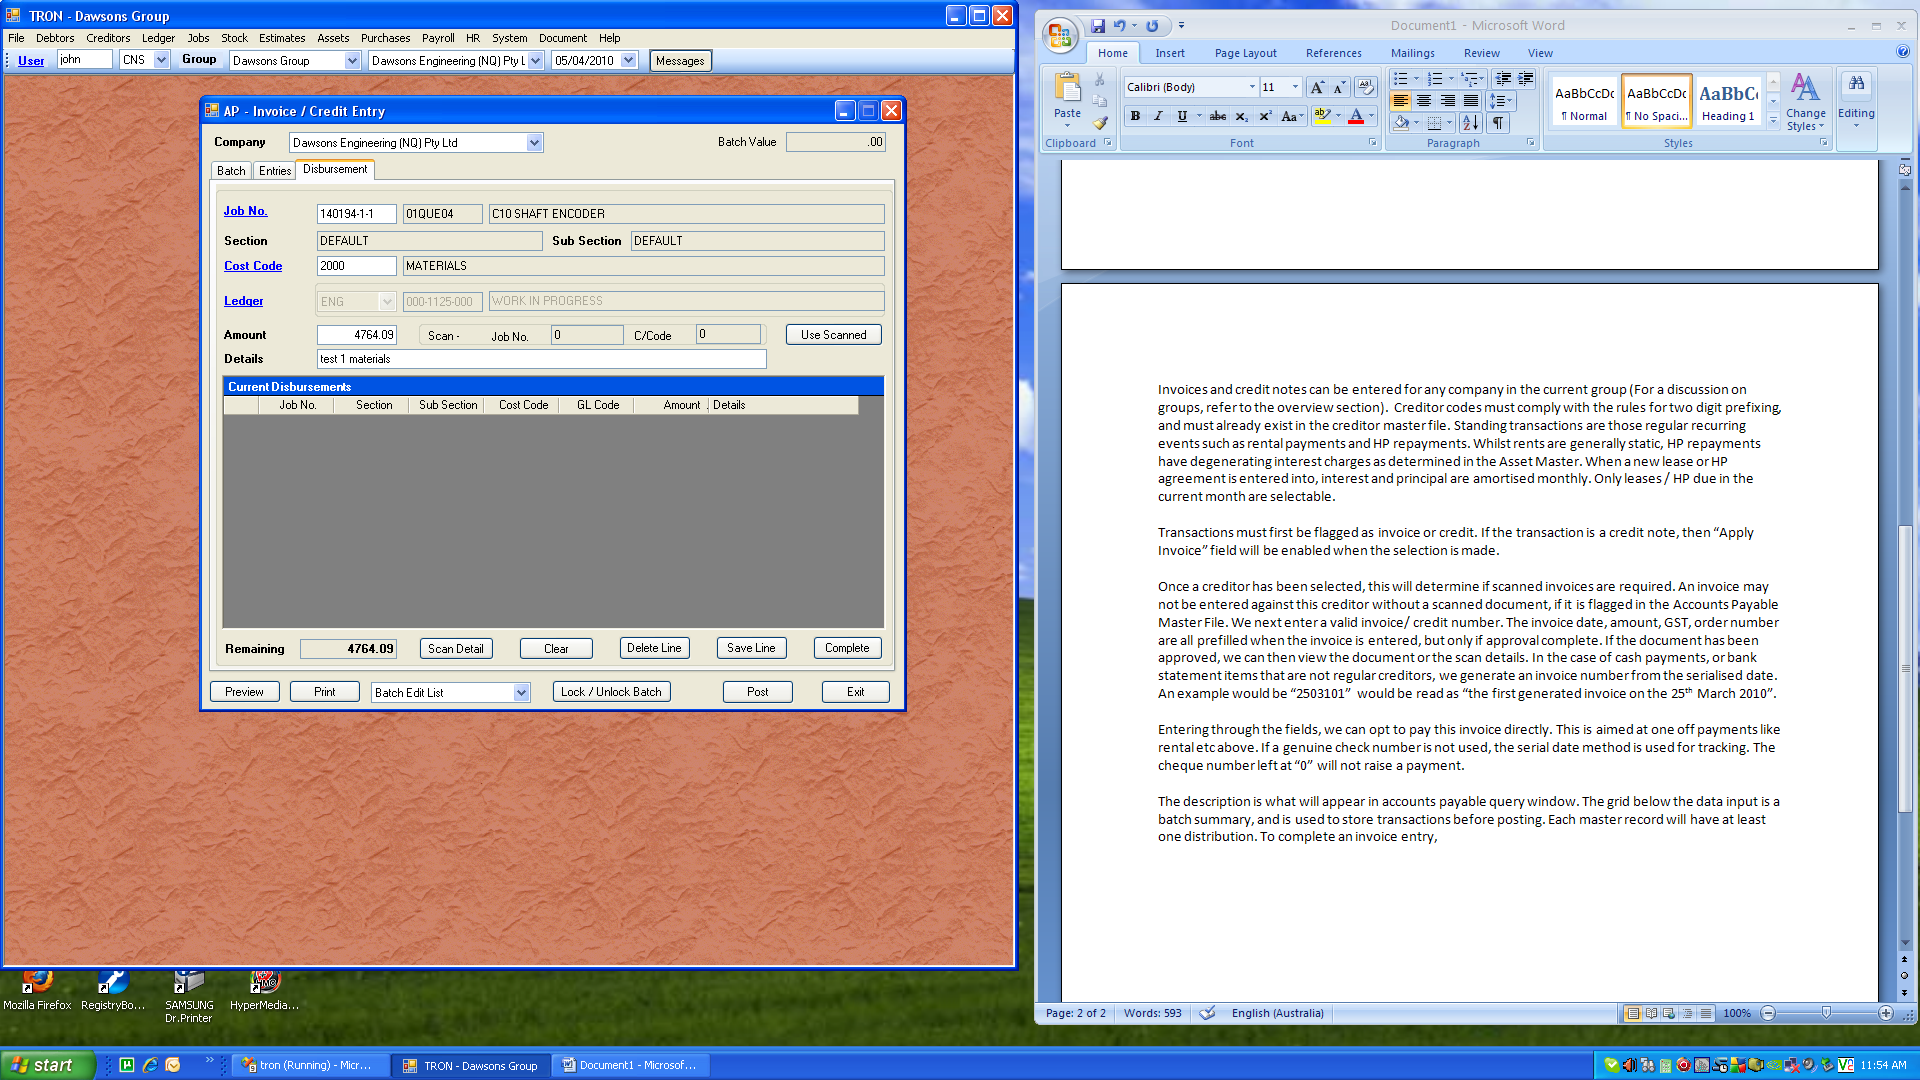 TRON - Dawsons Group
File Debtors Creditors Ledger Jobs Stock Estimates Assets Purchases Payroll HR System Document Help
User john CNS Group Dawsons Group Dawsons Engineering (NQ) Pty L 05/04/2010 Messages
AP - Invoice / Credit Entry
Company Dawsons Engineering (NQ) Pty Ltd Batch Value .00
Batch Entries Disbursement
Job No. 140194-1-1 01QUE04 C10 SHAFT ENCODER
Section DEFAULT Sub Section DEFAULT
Cost Code 2000 MATERIALS
Ledger ENG 000-1125-000 WORK IN PROGRESS
Amount 4764.09 Scan - Job No. 0 C/Code 0 Use Scanned
Details test 1 materials
Current Disbursements
Job No. Section Sub Section Cost Code GL Code Amount Details
Remaining 4764.09 Scan Detail Clear Delete Line Save Line Complete
Preview Print Batch Edit List Lock / Unlock Batch Post Exit
Document1 - Microsoft Word
Home Insert Page Layout References Mailings Review View
Paste
Calibri (Body) 11
B I U abc x₂ x² Aa
AaBbCcDc AaBbCcDc AaBbCc
¶ Normal ¶ No Spaci... Heading 1
Change Styles
Editing
Clipboard Font Paragraph Styles
Invoices and credit notes can be entered for any company in the current group (For a discussion on
groups, refer to the overview section). Creditor codes must comply with the rules for two digit prefixing,
and must already exist in the creditor master file. Standing transactions are those regular recurring
events such as rental payments and HP repayments. Whilst rents are generally static, HP repayments
have degenerating interest charges as determined in the Asset Master. When a new lease or HP
agreement is entered into, interest and principal are amortised monthly. Only leases / HP due in the
current month are selectable.
Transactions must first be flagged as invoice or credit. If the transaction is a credit note, then “Apply
Invoice” field will be enabled when the selection is made.
Once a creditor has been selected, this will determine if scanned invoices are required. An invoice may
not be entered against this creditor without a scanned document, if it is flagged in the Accounts Payable
Master File. We next enter a valid invoice/ credit number. The invoice date, amount, GST, order number
are all prefilled when the invoice is entered, but only if approval complete. If the document has been
approved, we can then view the document or the scan details. In the case of cash payments, or bank
statement items that are not regular creditors, we generate an invoice number from the serialised date.
An example would be “2503101” would be read as “the first generated invoice on the 25th March 2010”.
Entering through the fields, we can opt to pay this invoice directly. This is aimed at one off payments like
rental etc above. If a genuine check number is not used, the serial date method is used for tracking. The
cheque number left at “0” will not raise a payment.
The description is what will appear in accounts payable query window. The grid below the data input is a
batch summary, and is used to store transactions before posting. Each master record will have at least
one distribution. To complete an invoice entry,
Page: 2 of 2 Words: 593 English (Australia) 100%
Mozilla Firefox RegistryBo... SAMSUNG Dr.Printer HyperMedia...
start tron (Running) - Micr... TRON - Dawsons Group Document1 - Microsof... 11:54 AM